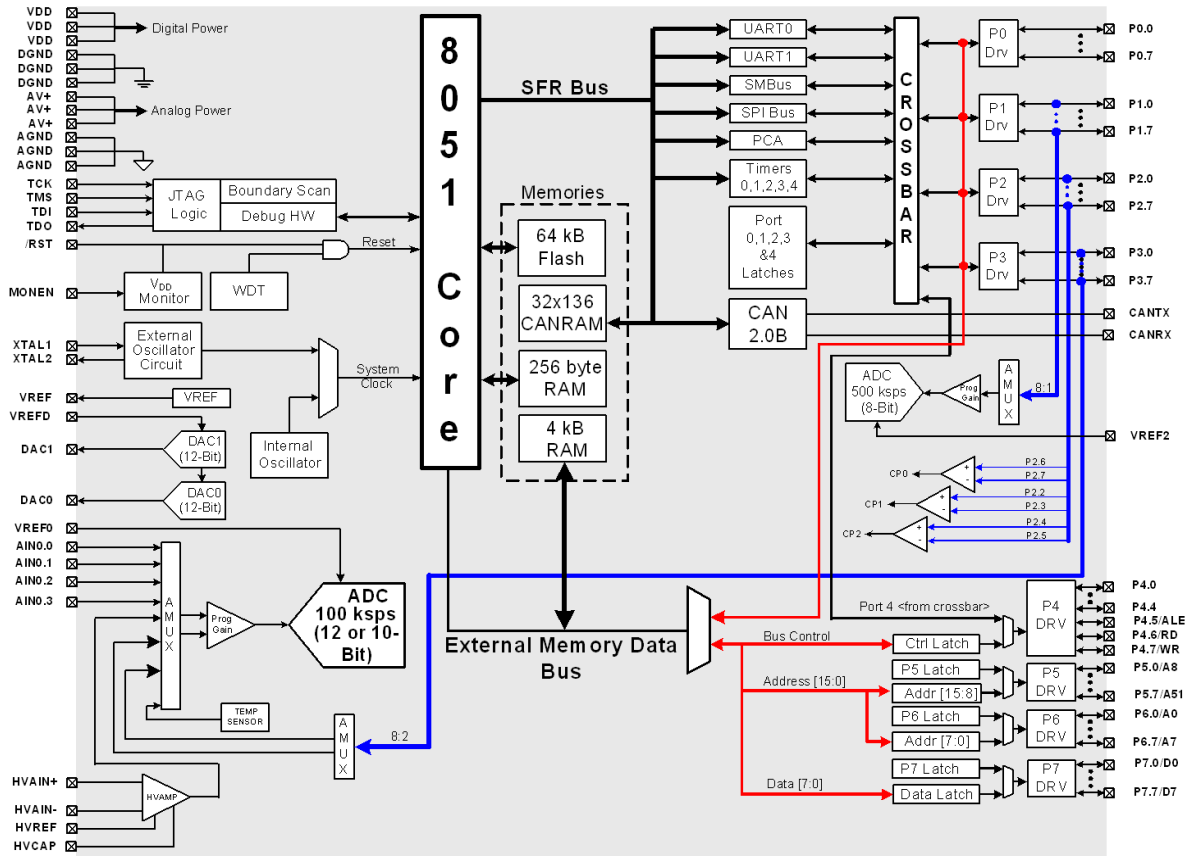 VDD
VDD
VDD
Digital Power
DGND
DGND
DGND
AV+
AV+
AV+
Analog Power
AGND
AGND
AGND
TCK
TMS
TDI
TDO
JTAG
Logic
Boundary Scan
Debug HW
/RST
Reset
MONEN
VDD
Monitor
WDT
XTAL1
XTAL2
External
Oscillator
Circuit
System
Clock
VREF
VREF
VREFD
DAC1
DAC1
(12-Bit)
Internal
Oscillator
DAC0
DAC0
(12-Bit)
VREF0
AIN0.0
AIN0.1
AIN0.2
AIN0.3
AMUX
Prog
Gain
ADC
100 ksps
(12 or 10-
Bit)
TEMP
SENSOR
AMUX
8:2
HVAIN+
HVAIN-
HVREF
HVCAP
HVAMP
8051 Core
SFR Bus
Memories
64 kB
Flash
32x136
CANRAM
256 byte
RAM
4 kB
RAM
External Memory Data
Bus
UART0
UART1
SMBus
SPI Bus
PCA
Timers
0,1,2,3,4
Port
0,1,2,3
&4
Latches
CAN
2.0B
CROSSBAR
P0
Drv
P1
Drv
P2
Drv
P3
Drv
P0.0
P0.7
P1.0
P1.7
P2.0
P2.7
P3.0
P3.7
CANTX
CANRX
ADC
500 ksps
(8-Bit)
Prog
Gain
AMUX
8:1
VREF2
CP0
+
-
P2.6
P2.7
CP1
+
-
P2.2
P2.3
CP2
+
-
P2.4
P2.5
Port 4 <from crossbar>
Bus Control
Ctrl Latch
P4
DRV
P4.0
P4.4
P4.5/ALE
P4.6/RD
P4.7/WR
Address [15:0]
P5 Latch
Addr [15:8]
P5
DRV
P5.0/A8
P5.7/A51
P6 Latch
Addr [7:0]
P6
DRV
P6.0/A0
P6.7/A7
Data [7:0]
P7 Latch
Data Latch
P7
DRV
P7.0/D0
P7.7/D7